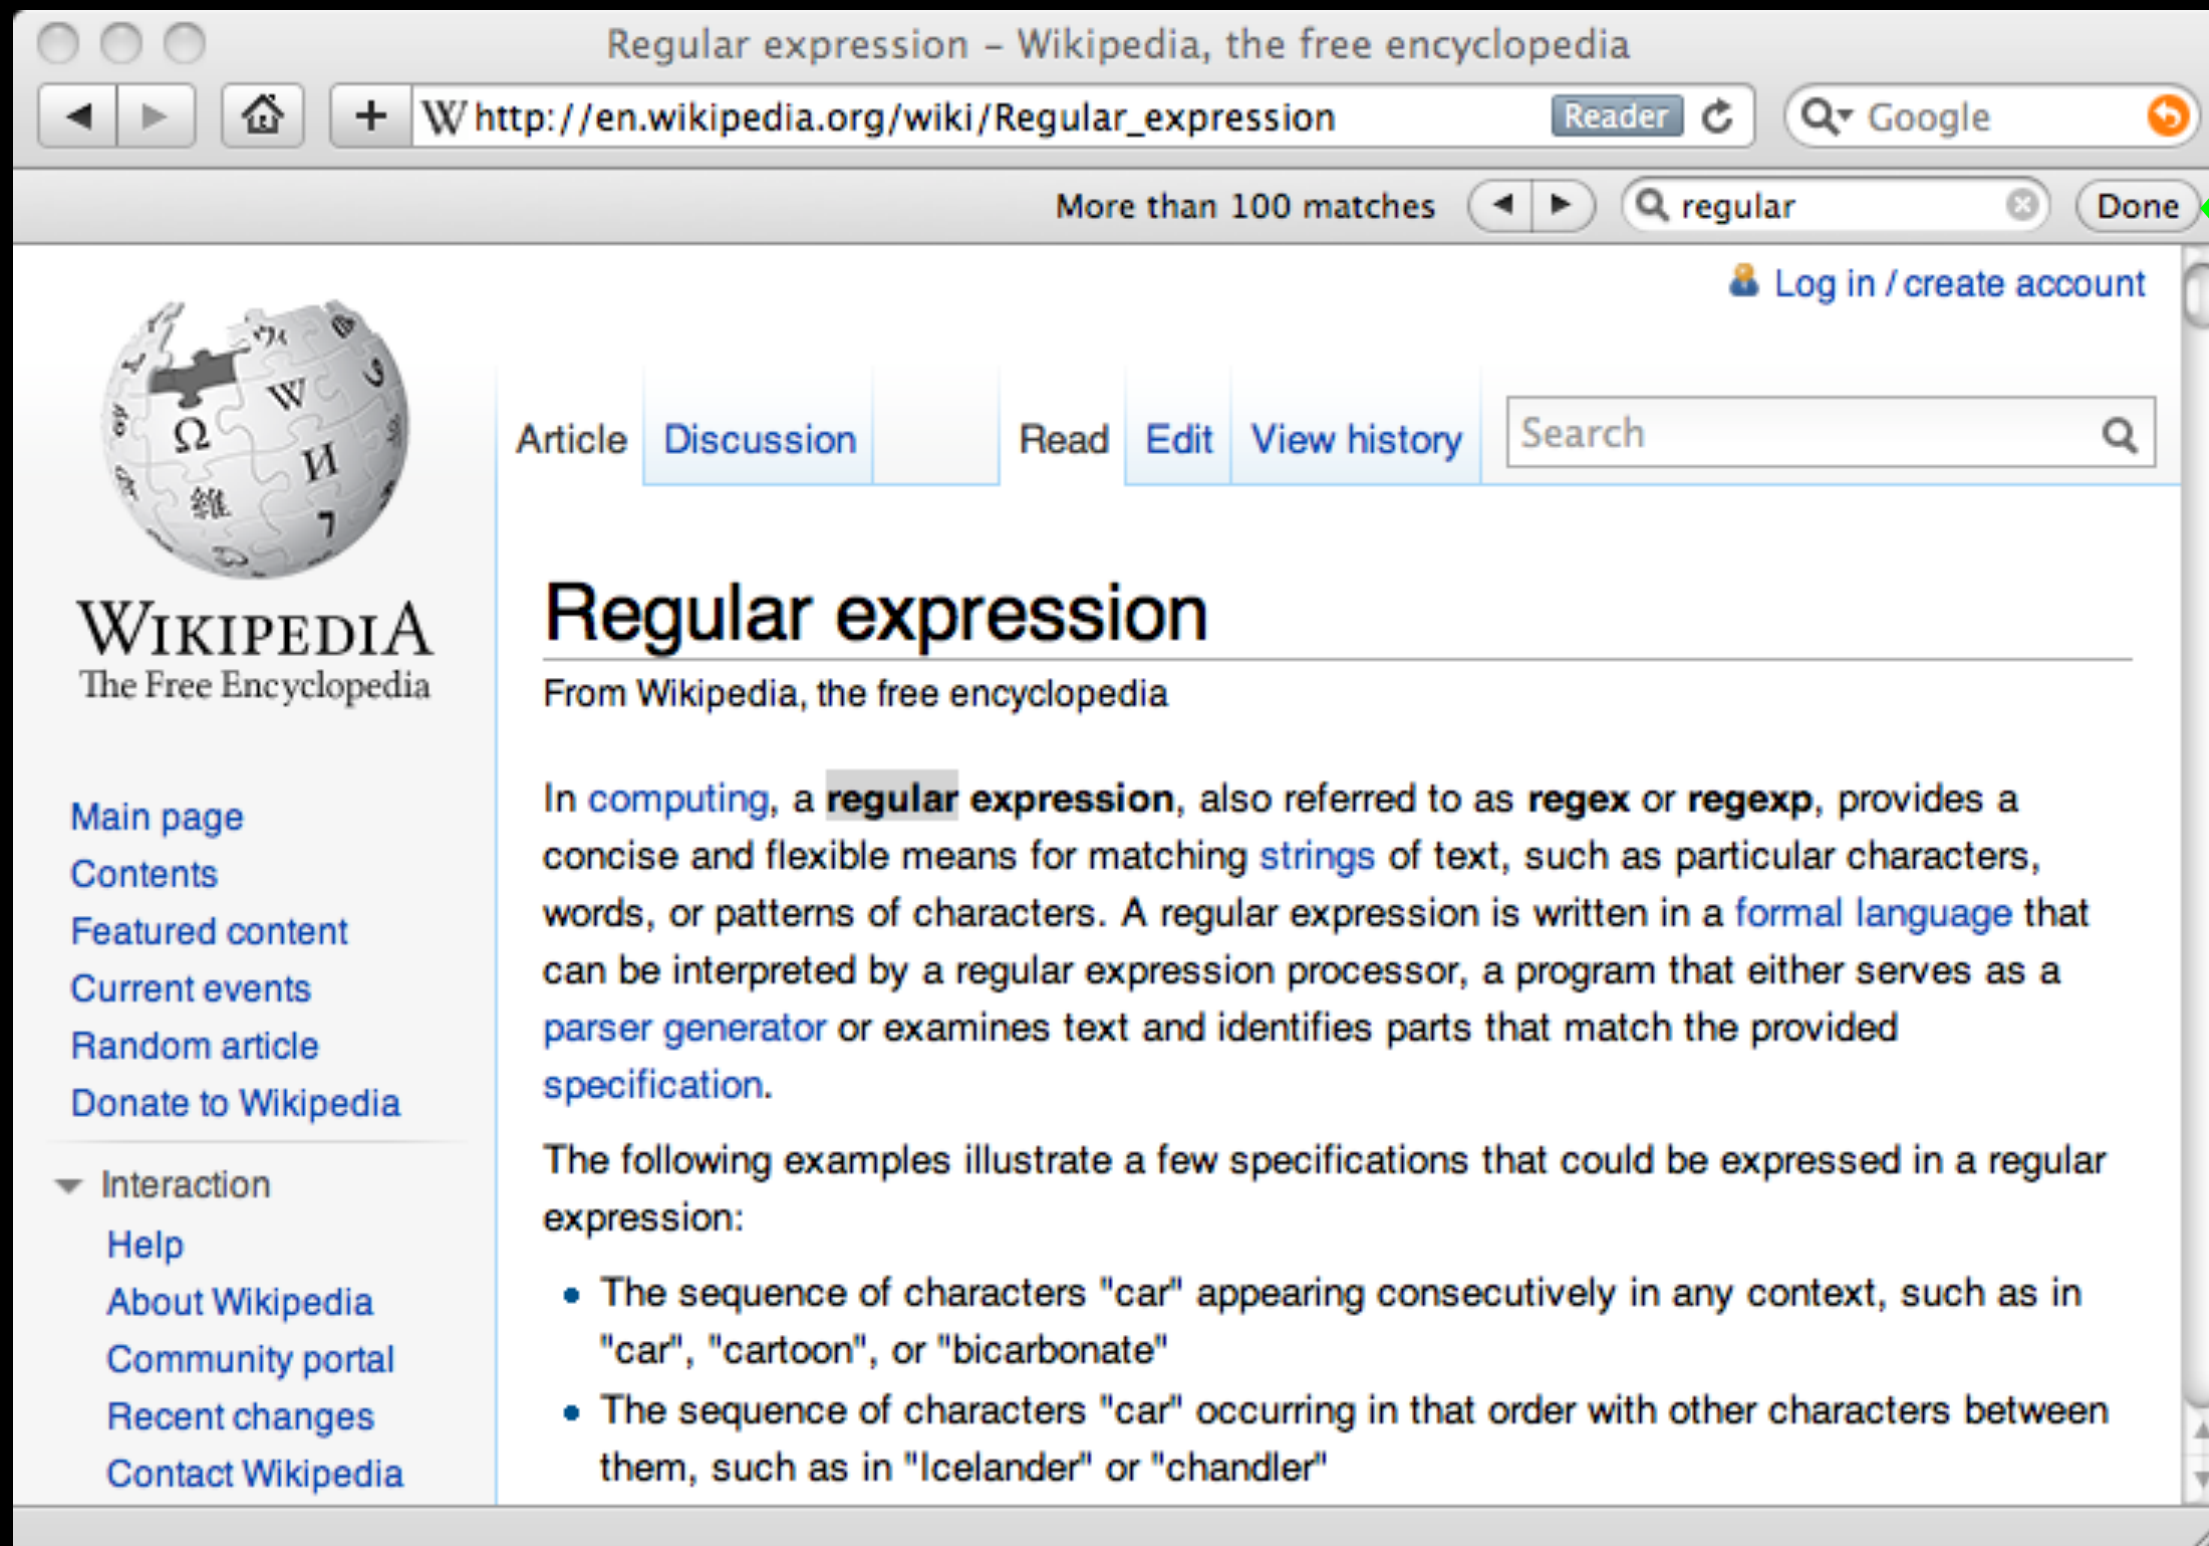 Regular expression – Wikipedia, the free encyclopedia
+ W http://en.wikipedia.org/wiki/Regular_expression Reader Google
More than 100 matches regular Done
Log in / create account
Article Discussion Read Edit View history Search
W
Ω
И
維
7
WIKIPEDIA
The Free Encyclopedia
Main page
Contents
Featured content
Current events
Random article
Donate to Wikipedia
Interaction
Help
About Wikipedia
Community portal
Recent changes
Contact Wikipedia
Regular expression
From Wikipedia, the free encyclopedia
In computing, a regular expression, also referred to as regex or regexp, provides a
concise and flexible means for matching strings of text, such as particular characters,
words, or patterns of characters. A regular expression is written in a formal language that
can be interpreted by a regular expression processor, a program that either serves as a
parser generator or examines text and identifies parts that match the provided
specification.
The following examples illustrate a few specifications that could be expressed in a regular
expression:
• The sequence of characters "car" appearing consecutively in any context, such as in
"car", "cartoon", or "bicarbonate"
• The sequence of characters "car" occurring in that order with other characters between
them, such as in "Icelander" or "chandler"